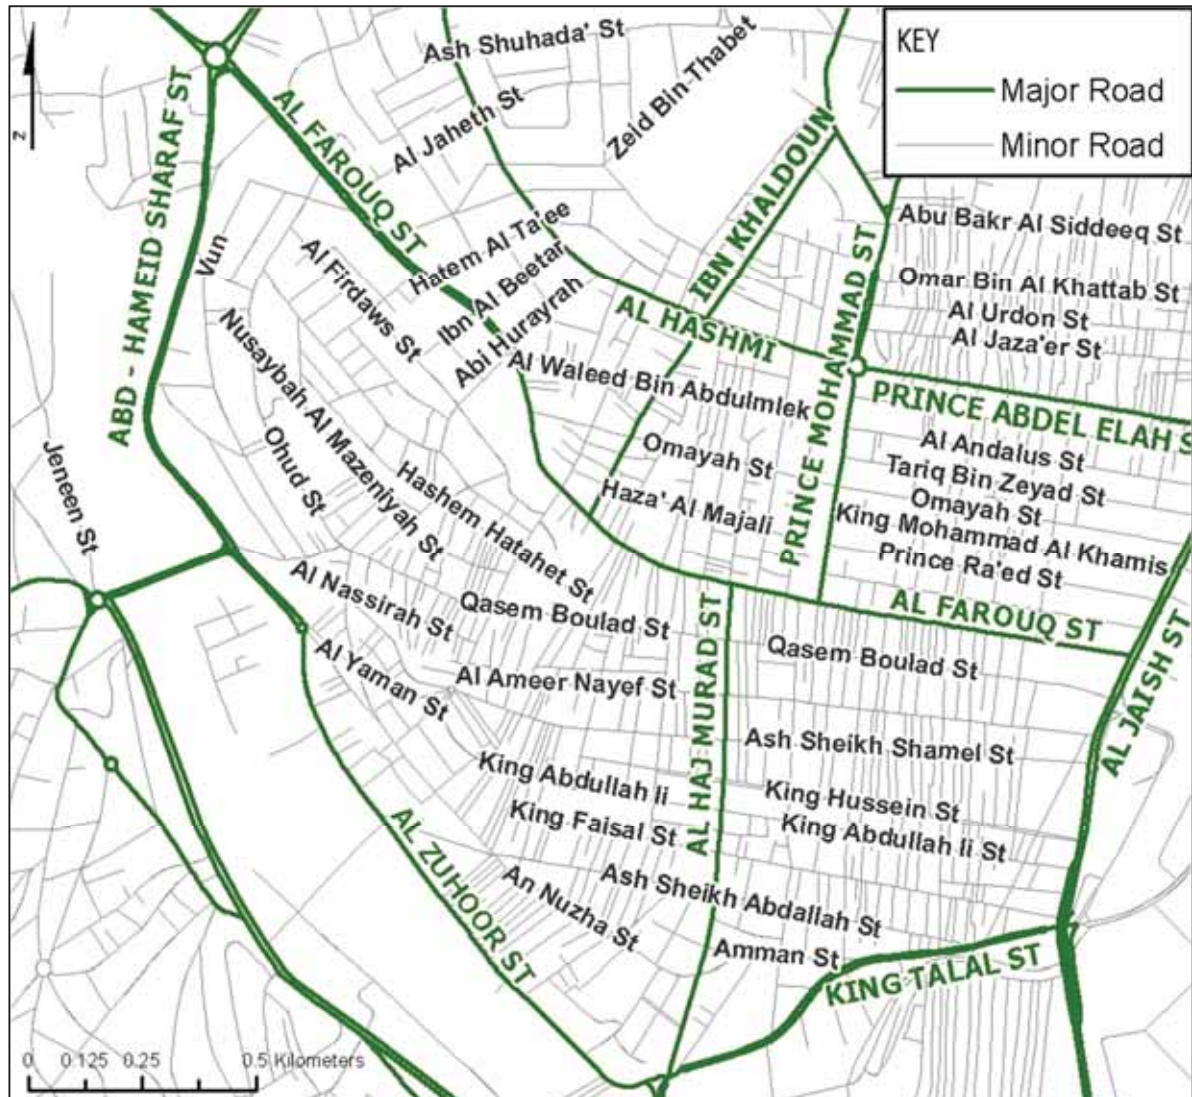 KEY
Major Road
Minor Road
z
Ash Shuhada' St
Zeid Bin Thabet
Al Jaheth St
AL FAROUQ ST
ABD - HAMEID SHARAF ST
IBN KHALDOUN
Abu Bakr Al Siddeeq St
Vun
Hatem Al Ta'ee
Al Firdaws St
Ibn Al Beetar
Abi Hurayrah
Omar Bin Al Khattab St
Al Urdon St
Al Jaza'er St
AL HASHMI
PRINCE MOHAMMAD ST
Nusaybah Al Mazeniyah St
Al Waleed Bin Abdulmlek
PRINCE ABDEL ELAH S
Ohud St
Jeneen St
Omayah St
Al Andalus St
Tariq Bin Zeyad St
Haza' Al Majali
Omayah St
King Mohammad Al Khamis
Hashem Hatahet St
Prince Ra'ed St
Al Nassirah St
Qasem Boulad St
AL FAROUQ ST
Al Yaman St
Al Ameer Nayef St
AL HAJ MURAD ST
Qasem Boulad St
AL JAISH ST
Ash Sheikh Shamel St
King Abdullah Ii
King Hussein St
King Faisal St
King Abdullah Ii St
AL ZUHOOR ST
An Nuzha St
Ash Sheikh Abdallah St
Amman St
KING TALAL ST
0 0.125 0.25 0.5 Kilometers